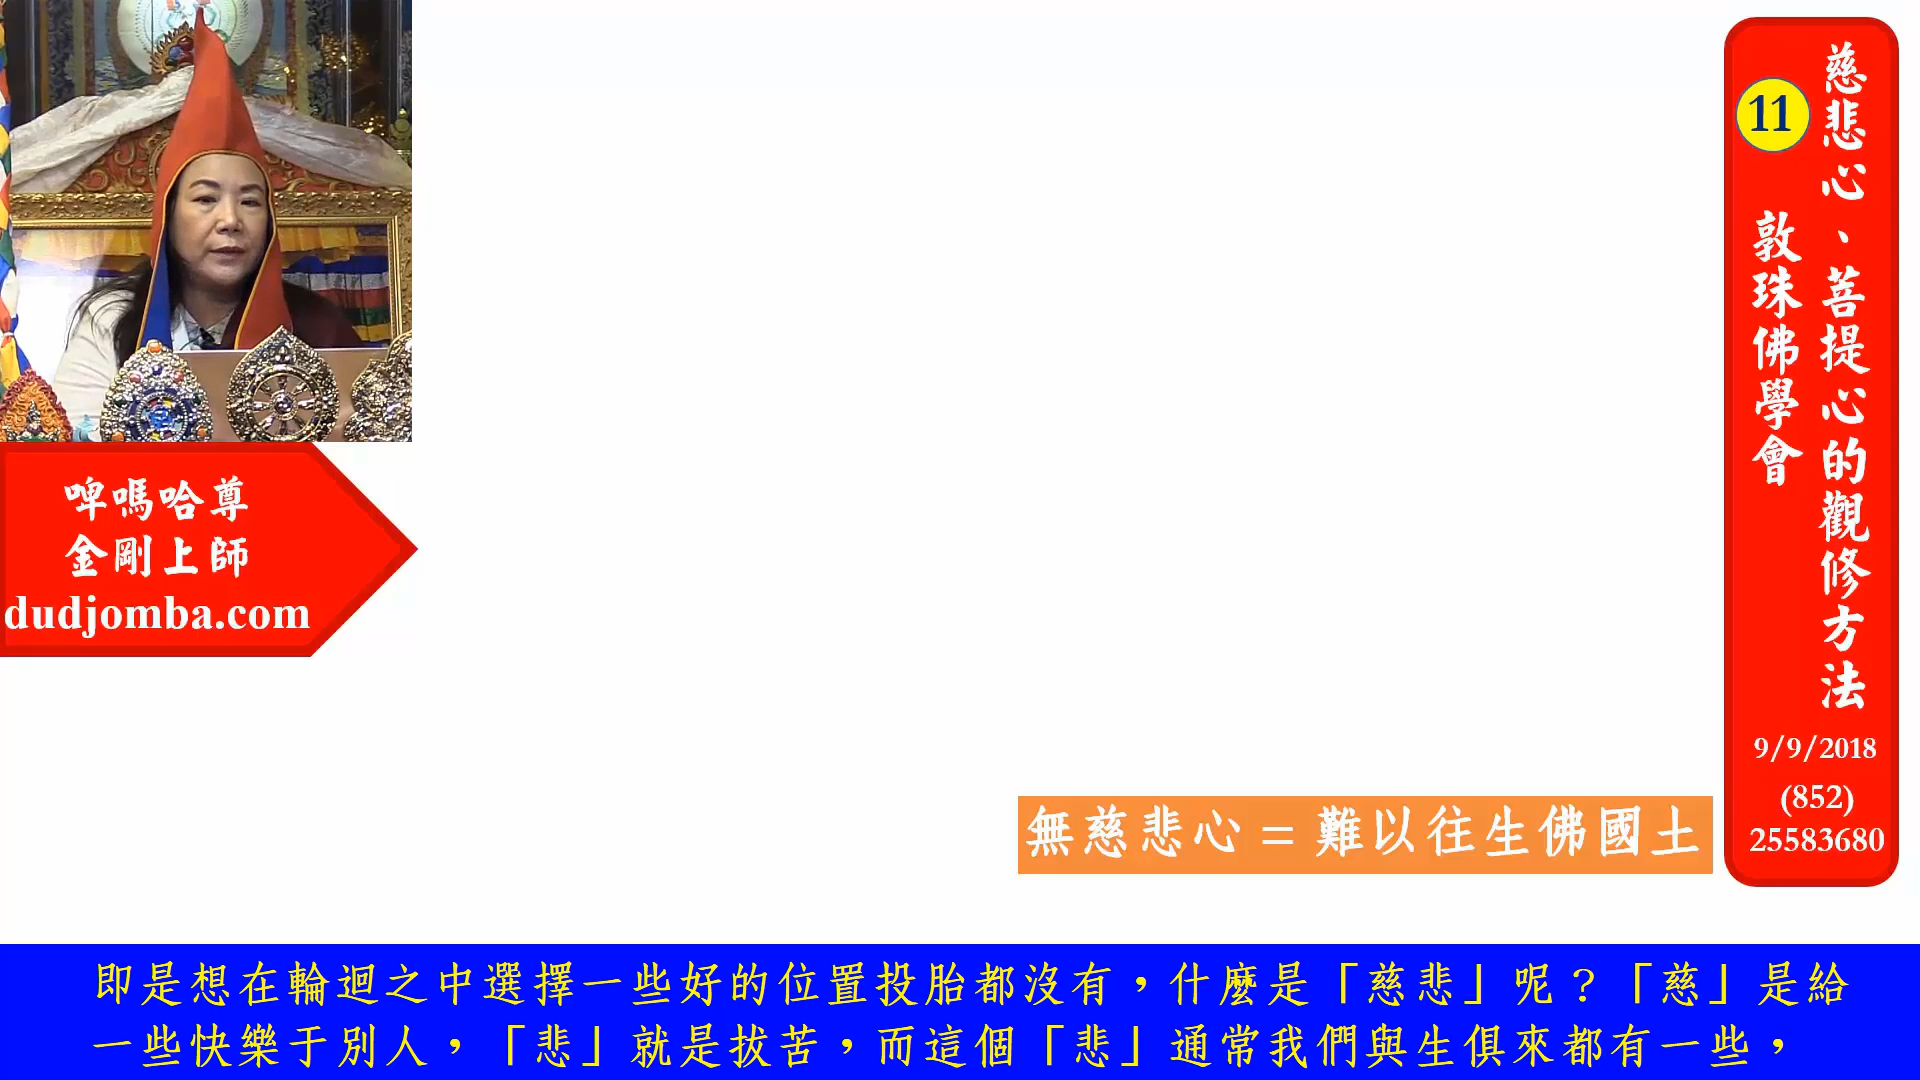 慈悲心、菩提心的觀修方法
11
敦珠佛學會
9/9/2018
(852)
25583680
啤嗎哈尊
金剛上師
dudjomba.com
無慈悲心=難以往生佛國土
即是想在輪迴之中選擇一些好的位置投胎都沒有，什麼是「慈悲」呢？「慈」是給
一些快樂于別人，「悲」就是拔苦，而這個「悲」通常我們與生俱來都有一些，